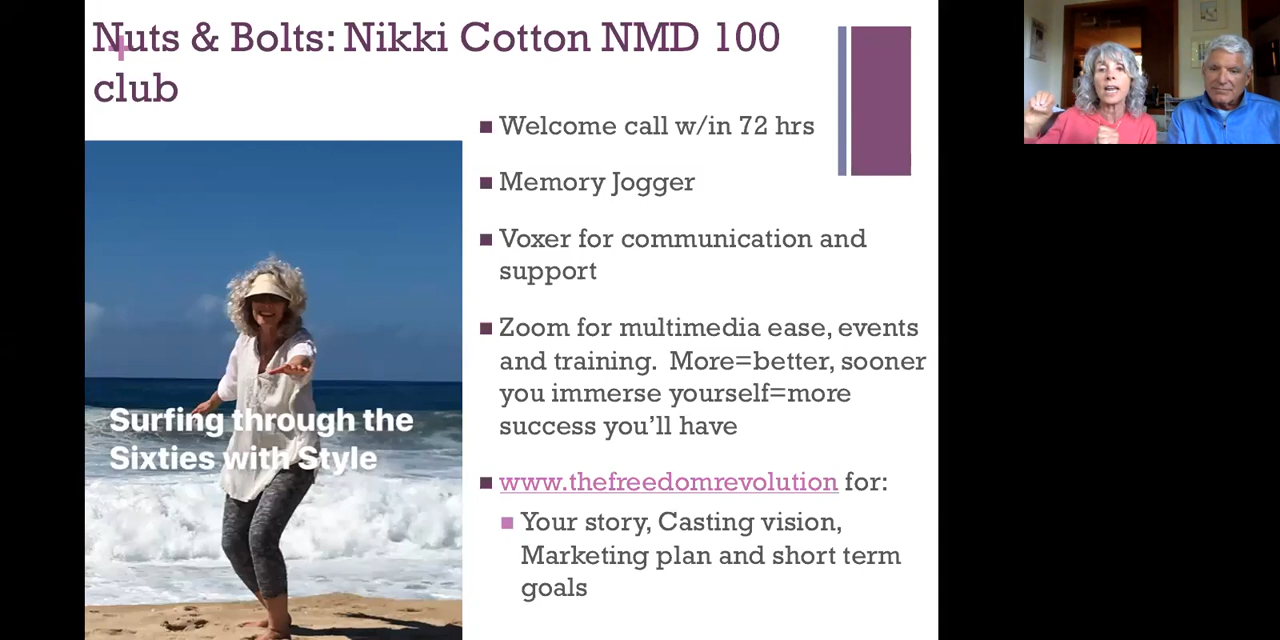 Nuts & Bolts: Nikki Cotton NMD 100
club
Welcome call w/in 72 hrs
Memory Jogger
Voxer for communication and
support
Zoom for multimedia ease, events
and training. More=better, sooner
you immerse yourself=more
success you'll have
www.thefreedomrevolution for:
Your story, Casting vision,
Marketing plan and short term
goals
Surfing through the
Sixties with Style